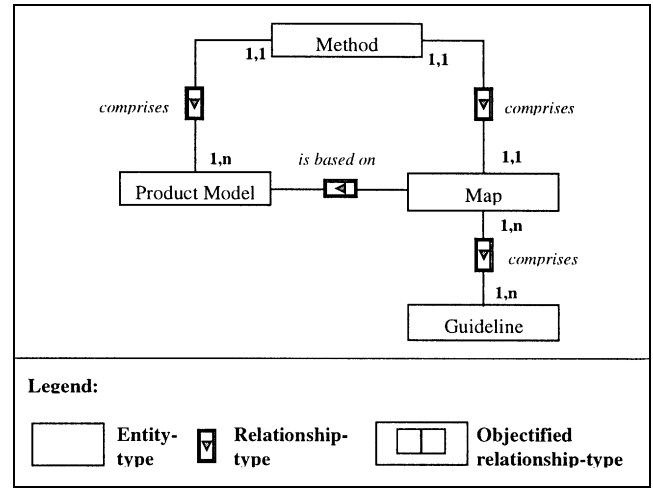 Method
1,1
1,1
comprises
comprises
1,n
is based on
1,1
Product Model
Map
1,n
comprises
1,n
Guideline
Legend:
Entity-
type
Relationship-
type
Objectified
relationship-type